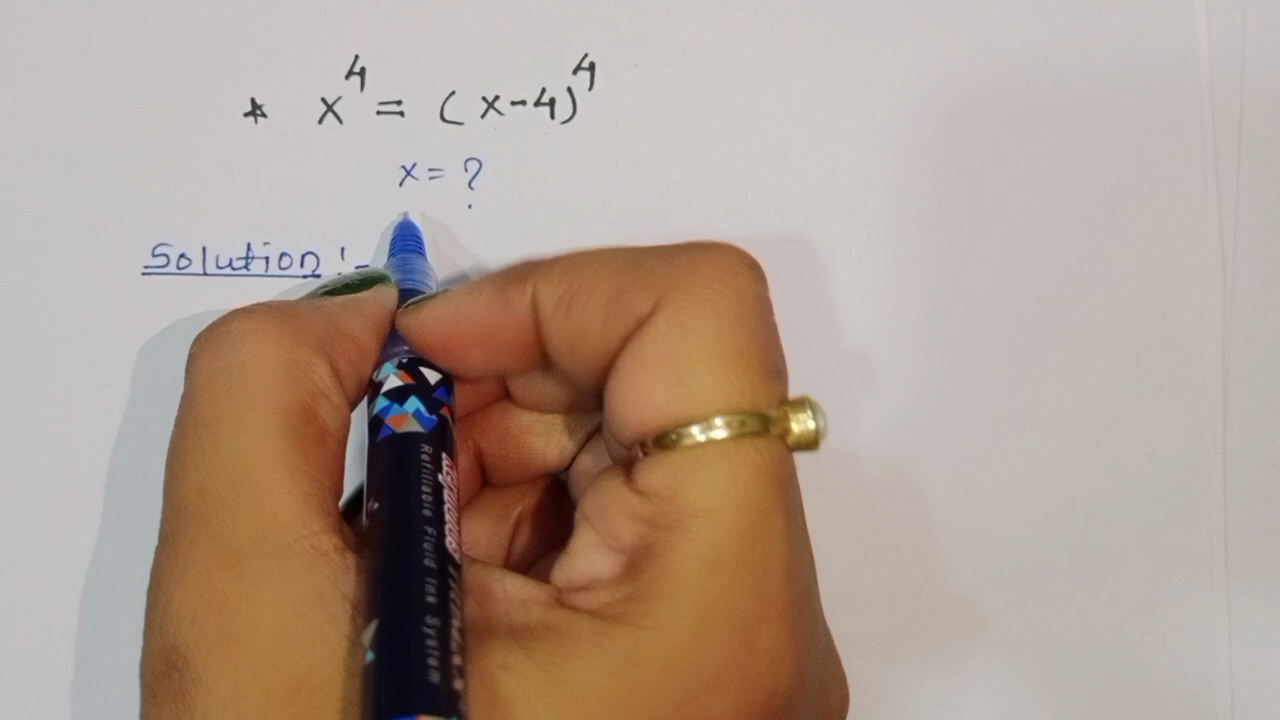 * x⁴ = (x-4)⁴
x = ?
Solution :-
Refillable Fluid Ink System